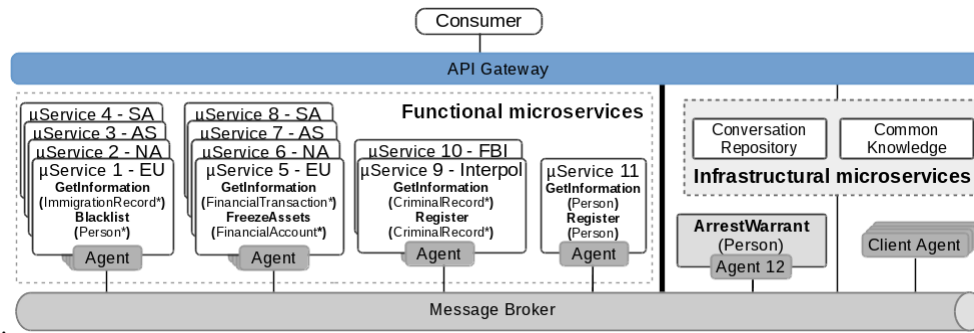 Consumer
API Gateway
Functional microservices
µService 4 - SA
µService 3 - AS
µService 2 - NA
µService 1 - EU
GetInformation
(ImmigrationRecord*)
Blacklist
(Person*)
Agent
µService 8 - SA
µService 7 - AS
µService 6 - NA
µService 5 - EU
GetInformation
(FinancialTransaction*)
FreezeAssets
(FinancialAccount*)
Agent
µService 10 - FBI
µService 9 - Interpol
GetInformation
(CriminalRecord*)
Register
(CriminalRecord*)
Agent
µService 11
GetInformation
(Person)
Register
(Person)
Agent
Conversation
Repository
Common
Knowledge
Infrastructural microservices
ArrestWarrant
(Person)
Agent 12
Client Agent
Message Broker